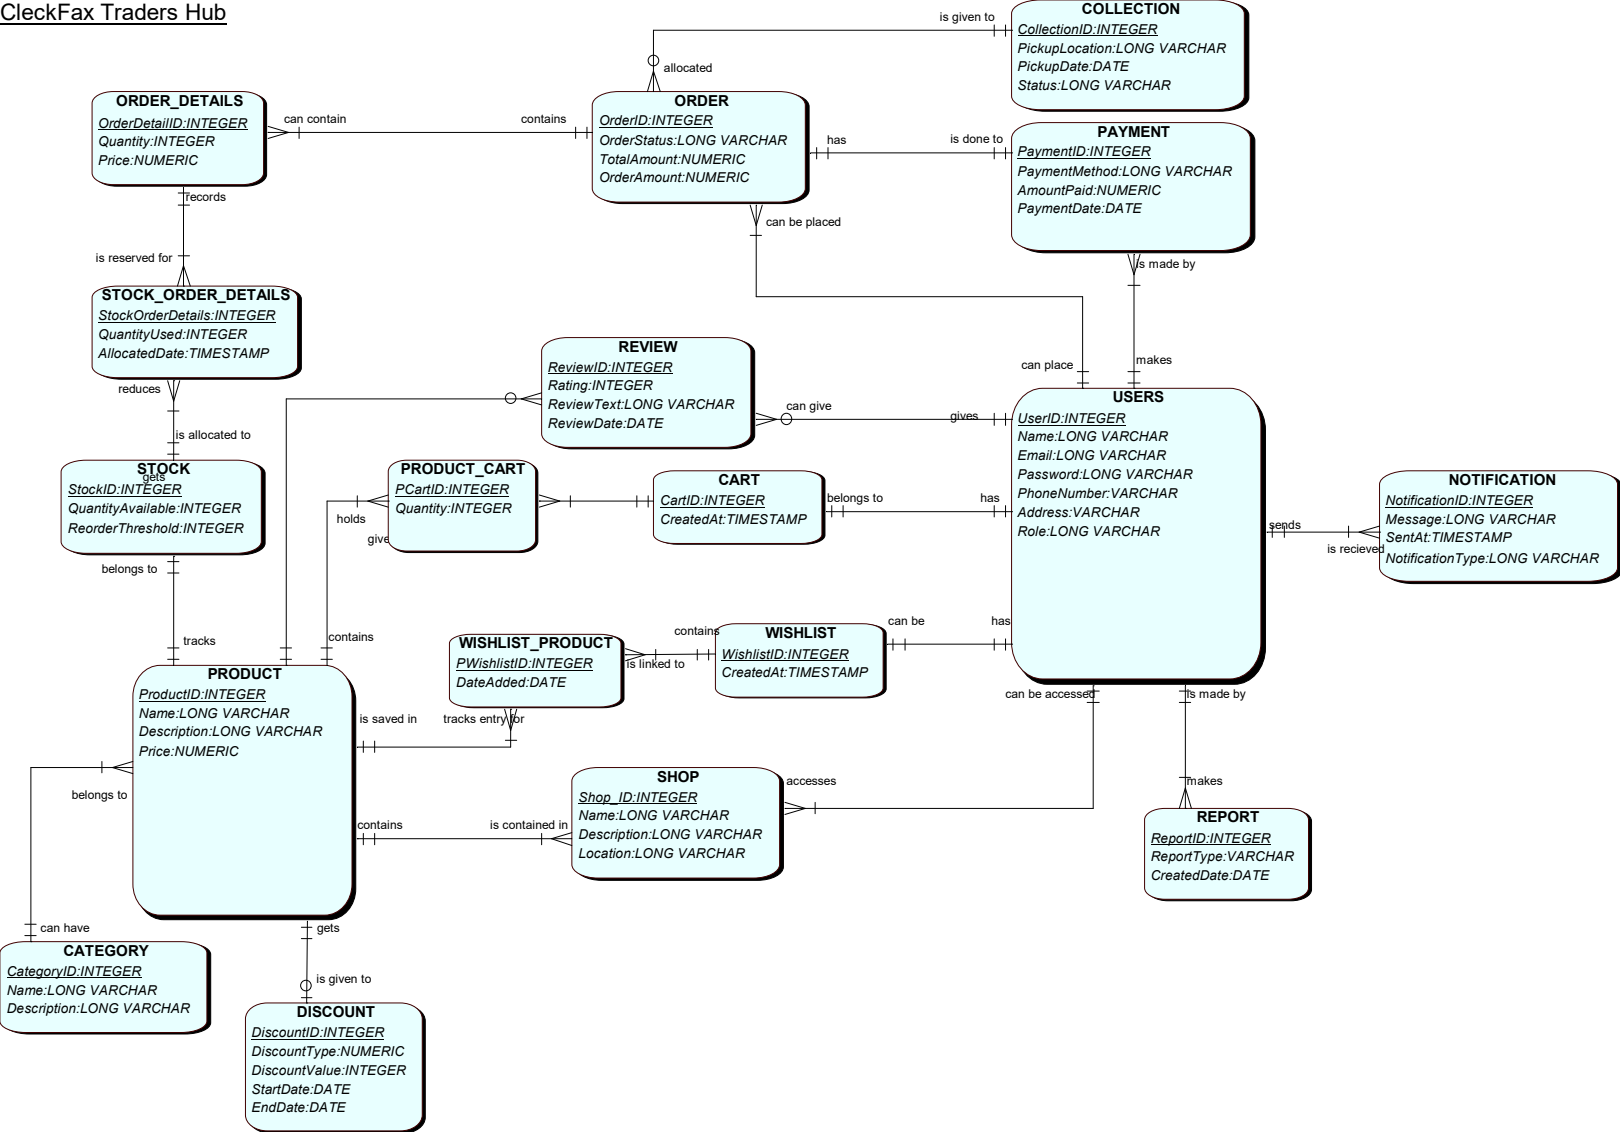 CleckFax Traders Hub
COLLECTION
CollectionID:INTEGER
PickupLocation:LONG VARCHAR
PickupDate:DATE
Status:LONG VARCHAR
is given to
allocated
ORDER_DETAILS
OrderDetailID:INTEGER
Quantity:INTEGER
Price:NUMERIC
can contain
contains
ORDER
OrderID:INTEGER
OrderStatus:LONG VARCHAR
TotalAmount:NUMERIC
OrderAmount:NUMERIC
has
is done to
PAYMENT
PaymentID:INTEGER
PaymentMethod:LONG VARCHAR
AmountPaid:NUMERIC
PaymentDate:DATE
records
is reserved for
can be placed
is made by
STOCK_ORDER_DETAILS
StockOrderDetails:INTEGER
QuantityUsed:INTEGER
AllocatedDate:TIMESTAMP
reduces
is allocated to
REVIEW
ReviewID:INTEGER
Rating:INTEGER
ReviewText:LONG VARCHAR
ReviewDate:DATE
can give
gives
can place
makes
USERS
UserID:INTEGER
Name:LONG VARCHAR
Email:LONG VARCHAR
Password:LONG VARCHAR
PhoneNumber:VARCHAR
Address:VARCHAR
Role:LONG VARCHAR
STOCK
gets
StockID:INTEGER
QuantityAvailable:INTEGER
ReorderThreshold:INTEGER
belongs to
tracks
PRODUCT_CART
PCartID:INTEGER
Quantity:INTEGER
holds
give
contains
CART
CartID:INTEGER
CreatedAt:TIMESTAMP
belongs to
has
sends
is recieved
NOTIFICATION
NotificationID:INTEGER
Message:LONG VARCHAR
SentAt:TIMESTAMP
NotificationType:LONG VARCHAR
WISHLIST_PRODUCT
PWishlistID:INTEGER
DateAdded:DATE
contains
is linked to
WISHLIST
WishlistID:INTEGER
CreatedAt:TIMESTAMP
can be
has
PRODUCT
ProductID:INTEGER
Name:LONG VARCHAR
Description:LONG VARCHAR
Price:NUMERIC
is saved in
tracks entry for
can be accessed
is made by
belongs to
contains
is contained in
SHOP
Shop_ID:INTEGER
Name:LONG VARCHAR
Description:LONG VARCHAR
Location:LONG VARCHAR
accesses
makes
REPORT
ReportID:INTEGER
ReportType:VARCHAR
CreatedDate:DATE
can have
CATEGORY
CategoryID:INTEGER
Name:LONG VARCHAR
Description:LONG VARCHAR
gets
is given to
DISCOUNT
DiscountID:INTEGER
DiscountType:NUMERIC
DiscountValue:INTEGER
StartDate:DATE
EndDate:DATE